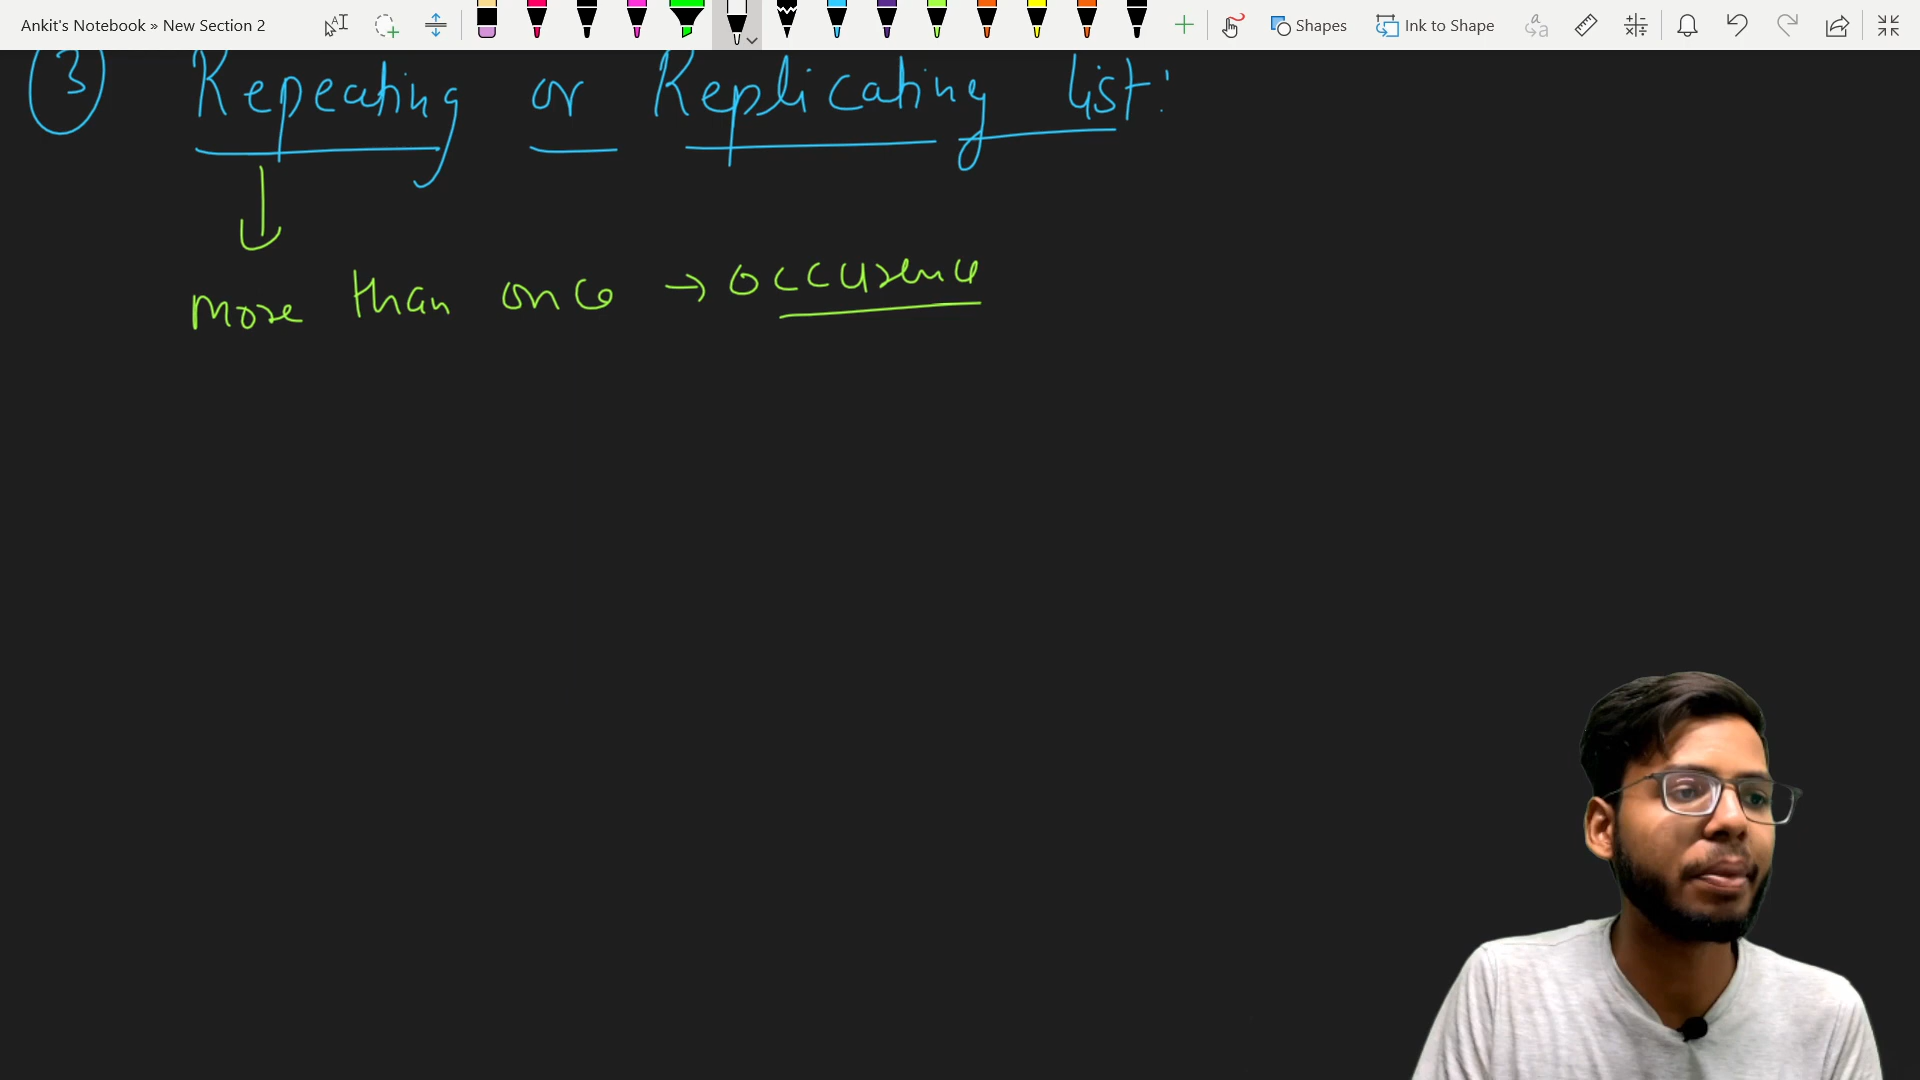 Ankit's Notebook » New Section 2
Shapes
Ink to Shape
3 Repeating or Replicating list:
more than once → occurence